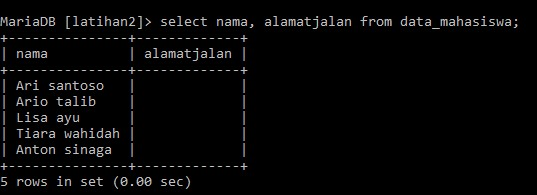 MariaDB [latihan2]> select nama, alamatjalan from data_mahasiswa;
+---------------+-------------+
| nama          | alamatjalan |
+---------------+-------------+
| Ari santoso   |             |
| Ario talib    |             |
| Lisa ayu      |             |
| Tiara wahidah |             |
| Anton sinaga  |             |
+---------------+-------------+
5 rows in set (0.00 sec)